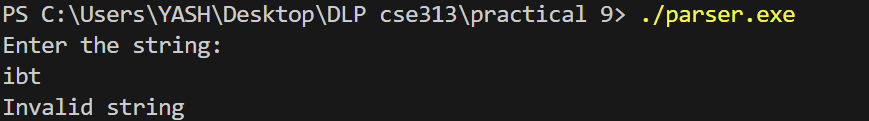 PS C:\Users\YASH\Desktop\DLP cse313\practical 9> ./parser.exe
Enter the string:
ibt
Invalid string